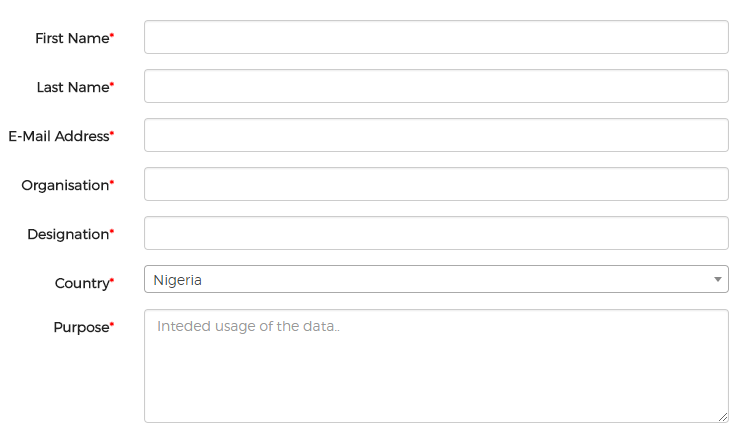 First Name*
Last Name*
E-Mail Address*
Organisation*
Designation*
Country* Nigeria
Purpose* Inteded usage of the data..